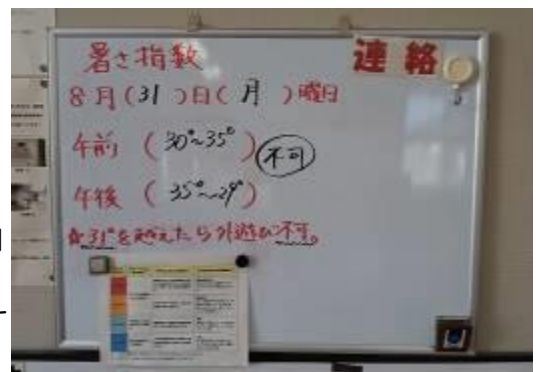 連絡
暑さ指数
8月(31)日(月)曜日
午前(30°~35°)不可
午後(35°~29°)
☆31°を超えたら外遊び不可。